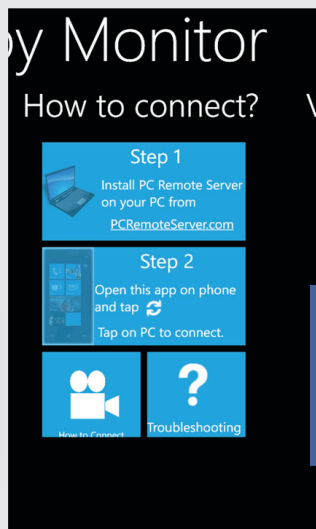 y Monitor
How to connect?
Step 1
Install PC Remote Server
on your PC from
PCRemoteServer.com
Step 2
Open this app on phone
and tap
Tap on PC to connect.
How to Connect
?
Troubleshooting